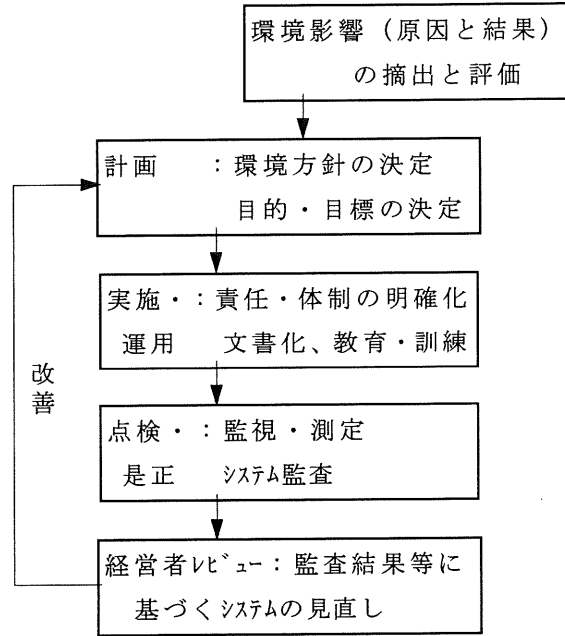 環境影響（原因と結果）
の摘出と評価
計画　：環境方針の決定
目的・目標の決定
実施・：責任・体制の明確化
運用　文書化、教育・訓練
改善
点検・：監視・測定
是正　ｼｽﾃﾑ監査
経営者ﾚﾋﾞｭｰ：監査結果等に
基づくｼｽﾃﾑの見直し